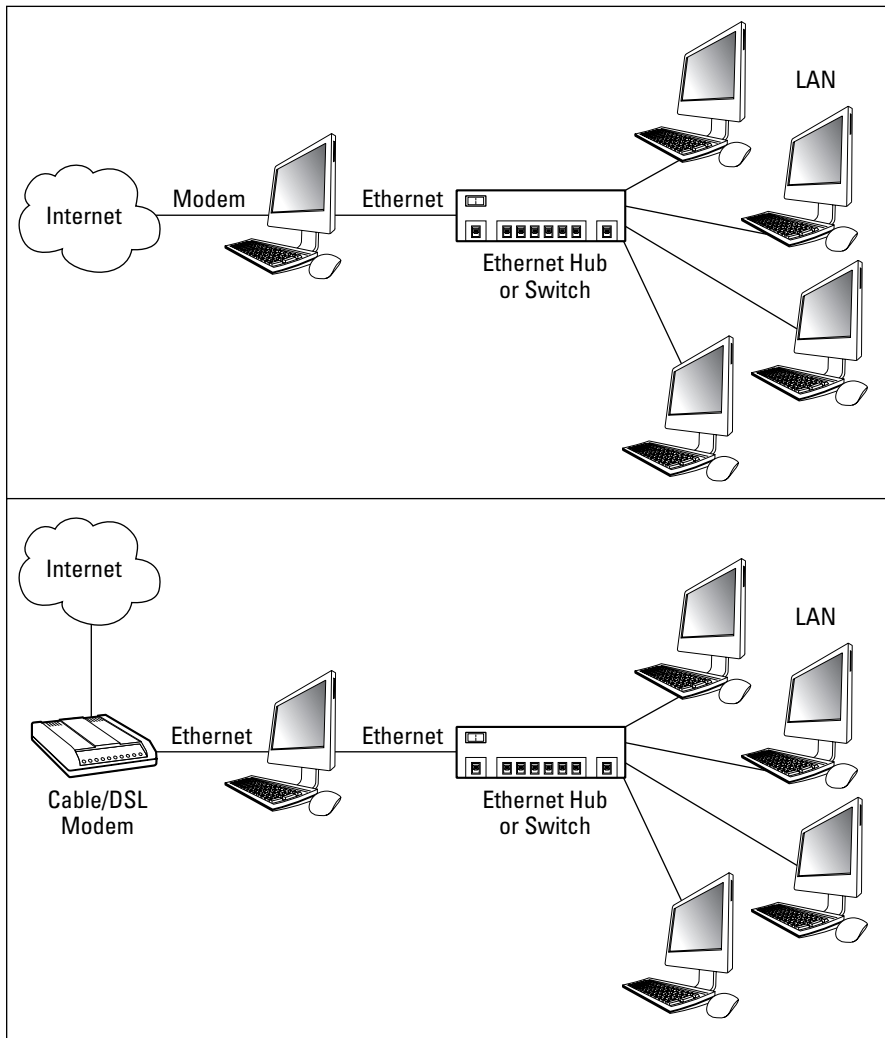 LAN
Internet
Modem
Ethernet
Ethernet Hub
or Switch
Internet
LAN
Ethernet
Ethernet
Cable/DSL
Modem
Ethernet Hub
or Switch